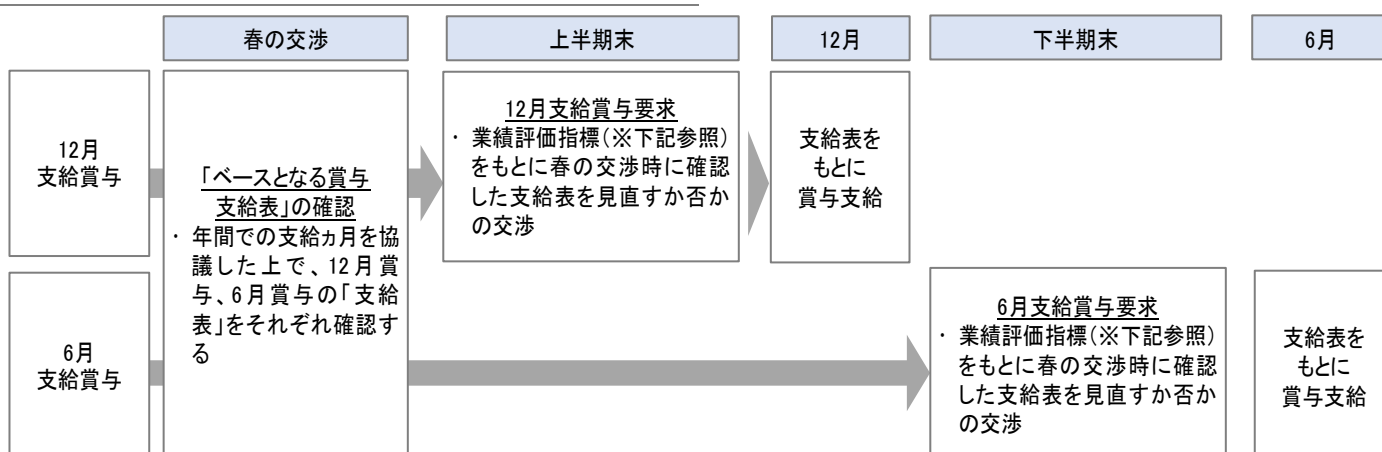 春の交渉
上半期末
12月
下半期末
6月
12月
支給賞与
「ベースとなる賞与
支給表」の確認
・ 年間での支給ヵ月を協
議した上で、12月賞
与、6月賞与の「支給
表」をそれぞれ確認す
る
12月支給賞与要求
・ 業績評価指標(※下記参照)
をもとに春の交渉時に確認
した支給表を見直すか否か
の交渉
支給表を
もとに
賞与支給
6月
支給賞与
6月支給賞与要求
・ 業績評価指標(※下記参照)
をもとに春の交渉時に確認
した支給表を見直すか否か
の交渉
支給表を
もとに
賞与支給